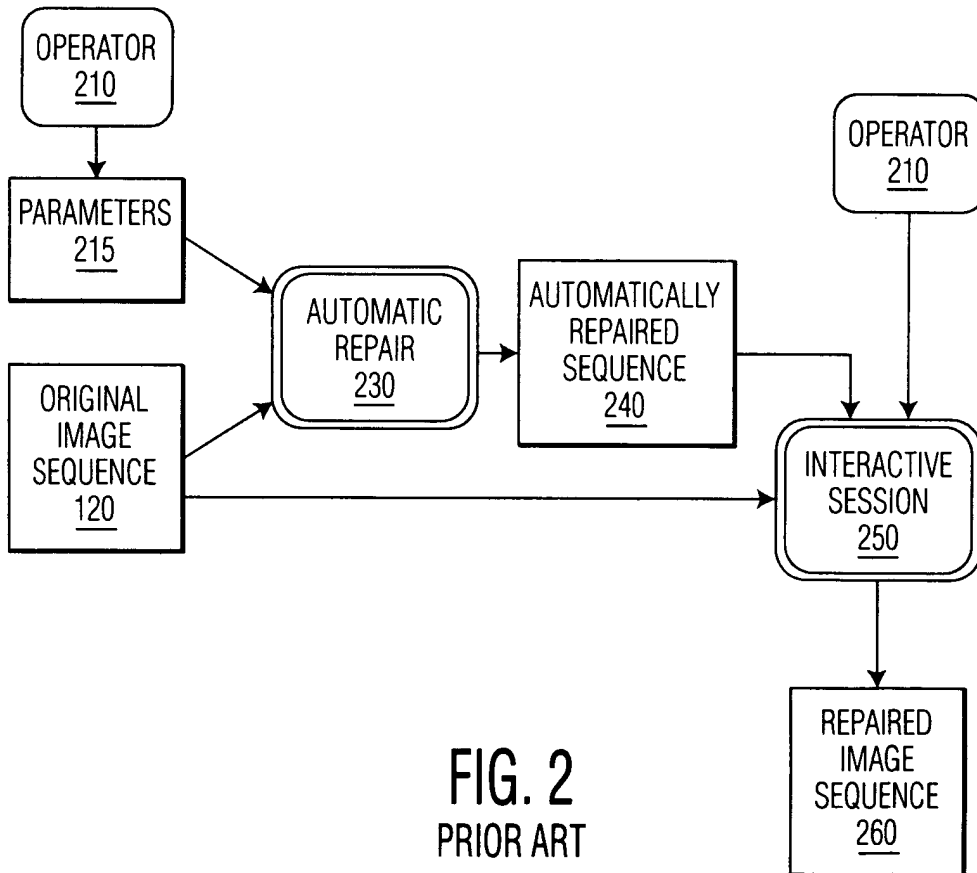 OPERATOR
210
OPERATOR
210
PARAMETERS
215
AUTOMATIC
REPAIR
230
AUTOMATICALLY
REPAIRED
SEQUENCE
240
ORIGINAL
IMAGE
SEQUENCE
120
INTERACTIVE
SESSION
250
REPAIRED
IMAGE
SEQUENCE
260
FIG. 2
PRIOR ART